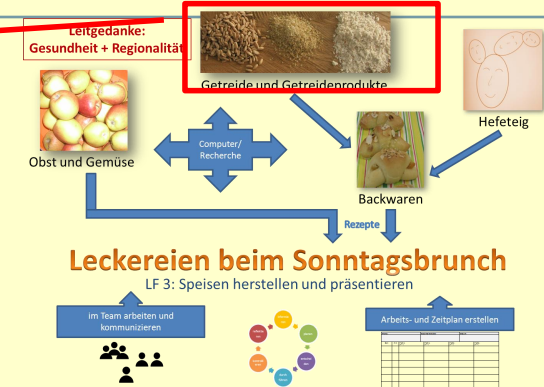 Leitgedanke:
Gesundheit + Regionalität
Getreide und Getreideprodukte
Hefeteig
Computer/
Recherche
Obst und Gemüse
Backwaren
Rezepte
Leckereien beim Sonntagsbrunch
LF 3: Speisen herstellen und präsentieren
im Team arbeiten und
kommunizieren
Arbeits- und Zeitplan erstellen